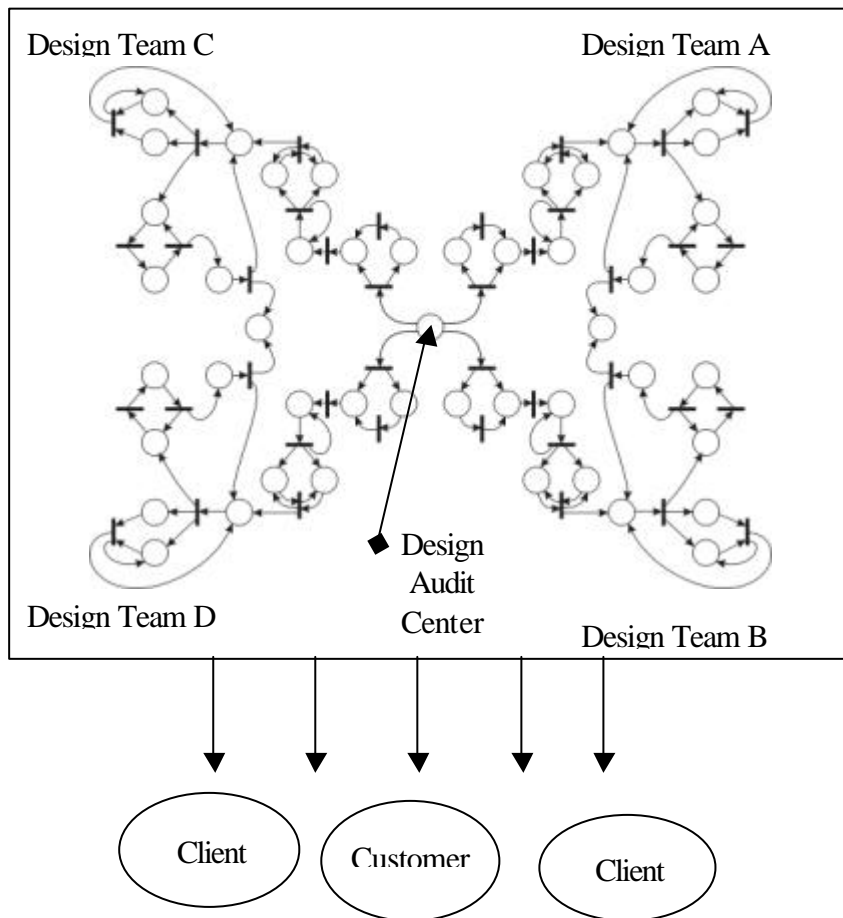 Design Team C
Design Team A
Design
Audit
Center
Design Team D
Design Team B
Client
Customer
Client